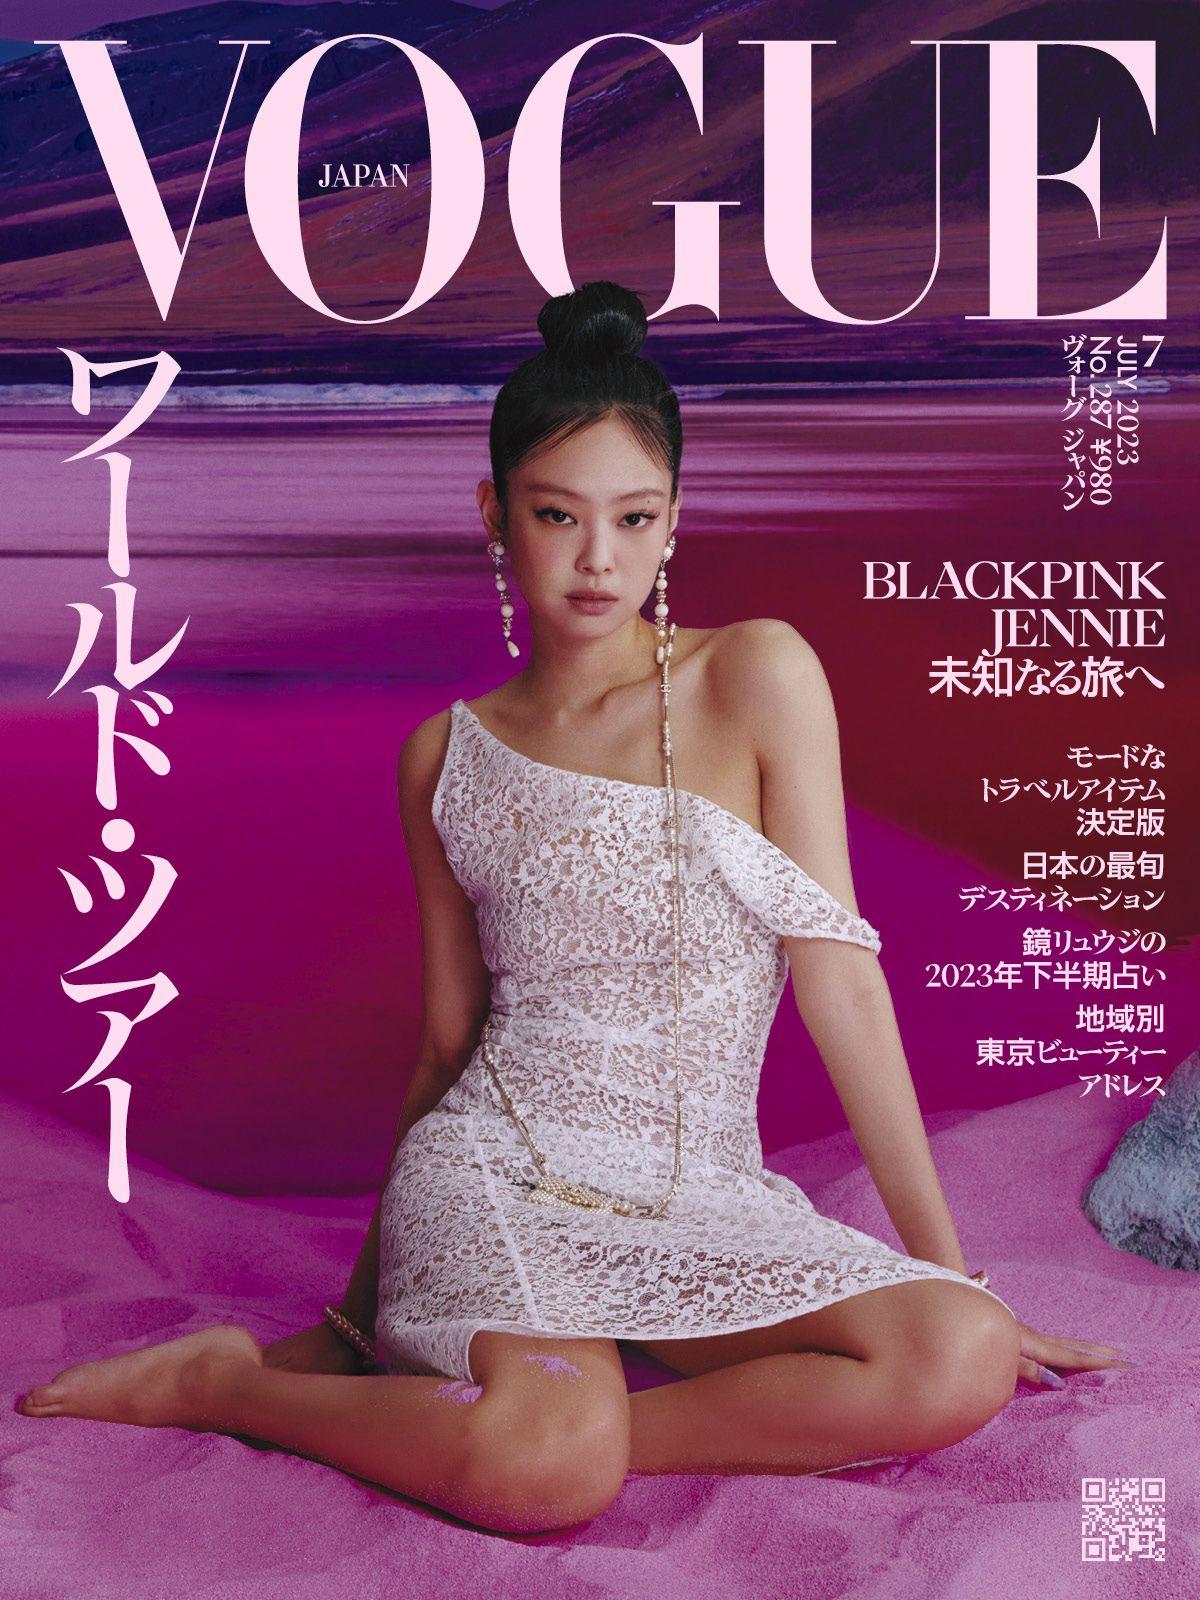 VOGUE
JAPAN
ワールド・ツアー
7
JULY 2023
No.287 ¥980
ヴォーグ ジャパン
BLACKPINK
JENNIE
未知なる旅へ
モードな
トラベルアイテム
決定版
日本の最旬
デスティネーション
鏡リュウジの
2023年下半期占い
地域別
東京ビューティー
アドレス